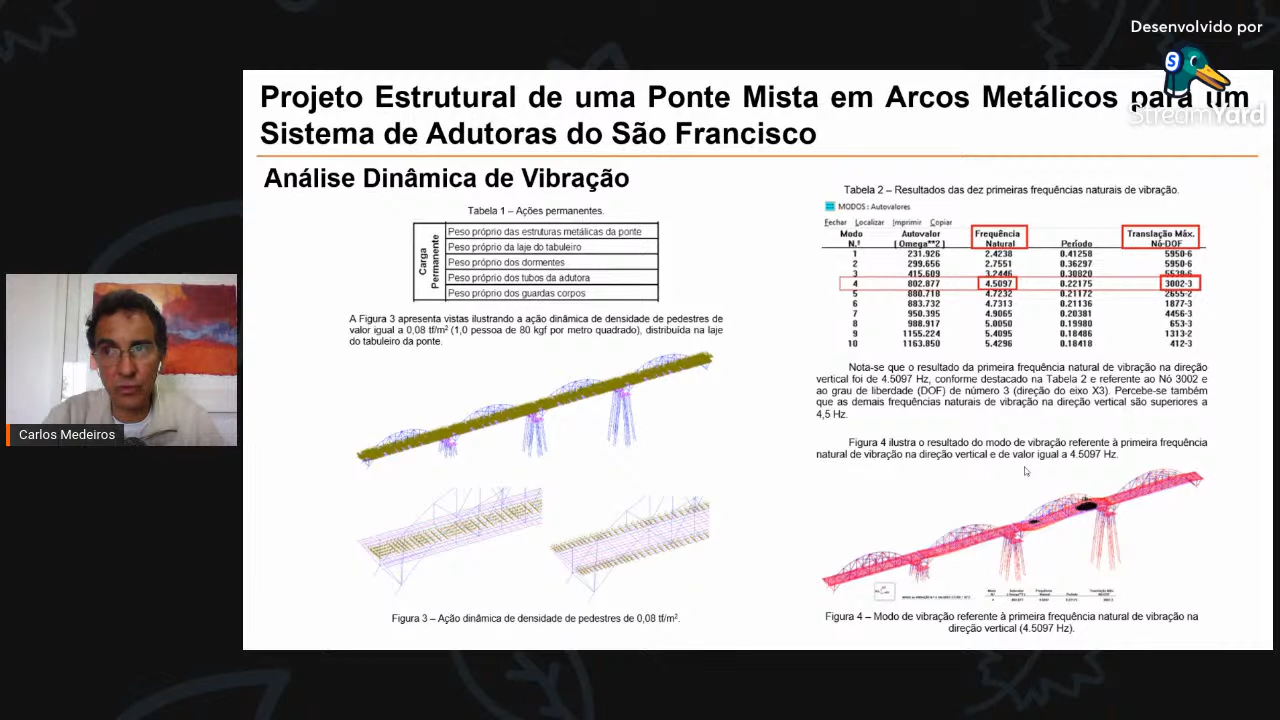 Desenvolvido por
S
StreamYard
Projeto Estrutural de uma Ponte Mista em Arcos Metálicos para um
Sistema de Adutoras do São Francisco
Análise Dinâmica de Vibração
Tabela 1 – Ações permanentes.
Carga Permanente
Peso próprio das estruturas metálicas da ponte
Peso próprio da laje do tabuleiro
Peso próprio dos dormentes
Peso próprio dos tubos da adutora
Peso próprio dos guardas corpos
A Figura 3 apresenta vistas ilustrando a ação dinâmica de densidade de pedestres de
valor igual a 0,08 tf/m² (1,0 pessoa de 80 kgf por metro quadrado), distribuída na laje
do tabuleiro da ponte.
Figura 3 – Ação dinâmica de densidade de pedestres de 0,08 tf/m².
Tabela 2 – Resultados das dez primeiras frequências naturais de vibração.
MODOS : Autovalores
Fechar Localizar Imprimir Copiar
Modo Autovalor Frequência Translação Máx.
N.º ( Omega**2 ) Natural Período Nó-DOF
1 231.926 2.4238 0.41258 5950-6
2 299.656 2.7551 0.36297 5950-6
3 415.609 3.2446 0.30820 5539-6
4 802.877 4.5097 0.22175 3002-3
5 880.718 4.7232 0.21172 2655-2
6 883.732 4.7313 0.21136 1877-3
7 950.395 4.9065 0.20381 4456-3
8 988.917 5.0050 0.19980 653-3
9 1155.224 5.4095 0.18486 1313-2
10 1163.850 5.4296 0.18418 412-3
Nota-se que o resultado da primeira frequência natural de vibração na direção
vertical foi de 4.5097 Hz, conforme destacado na Tabela 2 e referente ao Nó 3002 e
ao grau de liberdade (DOF) de número 3 (direção do eixo X3). Percebe-se também
que as demais frequências naturais de vibração na direção vertical são superiores a
4,5 Hz.
Figura 4 ilustra o resultado do modo de vibração referente à primeira frequência
natural de vibração na direção vertical e de valor igual a 4.5097 Hz.
Figura 4 – Modo de vibração referente à primeira frequência natural de vibração na
direção vertical (4.5097 Hz).
Carlos Medeiros